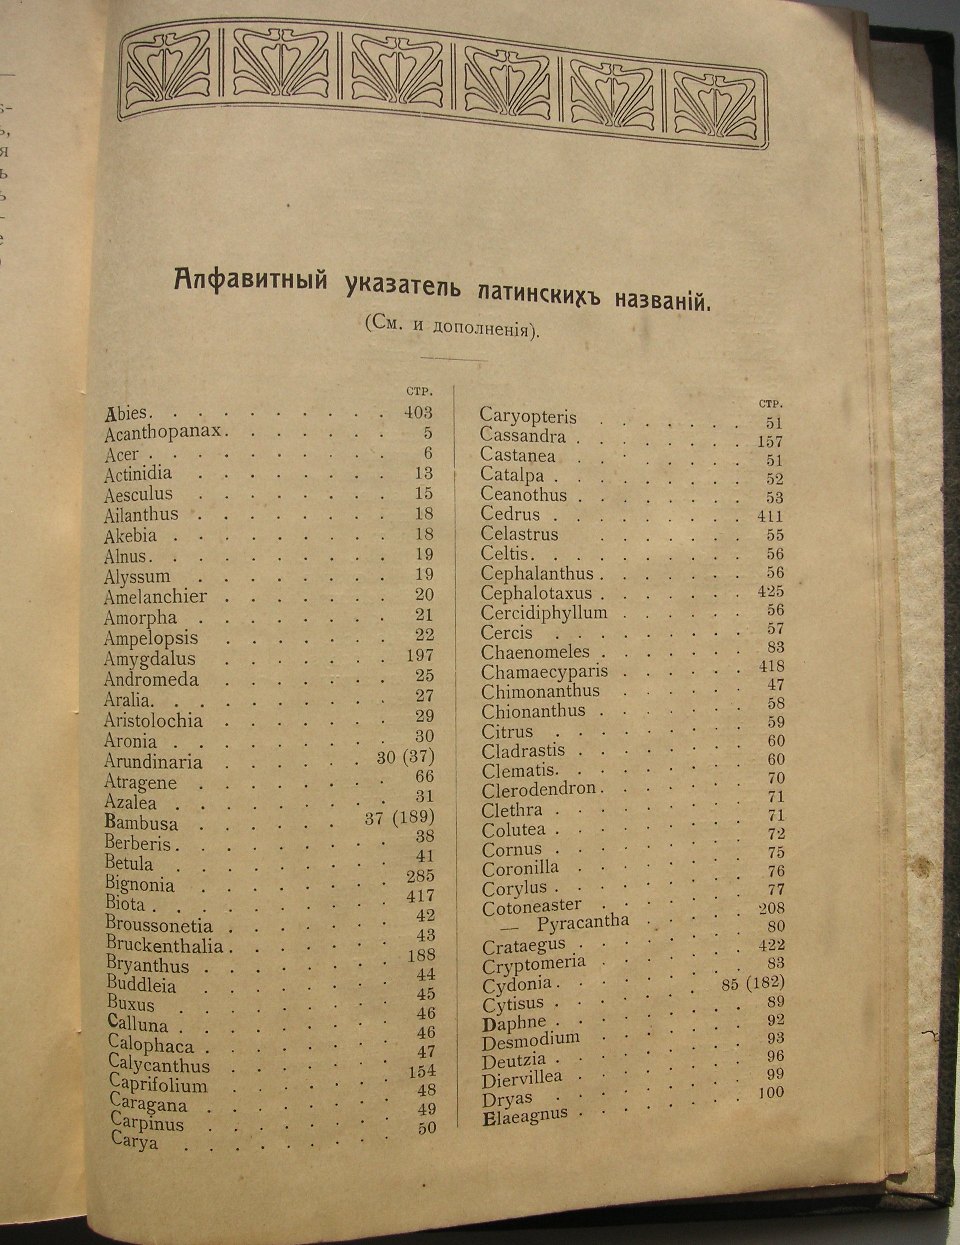 Алфавитный указатель латинскихъ названій.
(См. и дополненія).
стр.
Abies. . . . . . . . . . 403
Acanthopanax. . . . . . . 5
Acer . . . . . . . . . . 6
Actinidia . . . . . . . . 13
Aesculus . . . . . . . . 15
Ailanthus . . . . . . . . 18
Akebia . . . . . . . . . 18
Alnus. . . . . . . . . . 19
Alyssum . . . . . . . . 19
Amelanchier . . . . . . . 20
Amorpha . . . . . . . . 21
Ampelopsis . . . . . . . 22
Amygdalus . . . . . . . 197
Andromeda . . . . . . . 25
Aralia. . . . . . . . . . 27
Aristolochia . . . . . . . 29
Aronia . . . . . . . . . 30
Arundinaria . . . . . . 30 (37)
Atragene . . . . . . . . 66
Azalea . . . . . . . . . 31
Bambusa . . . . . . 37 (189)
Berberis. . . . . . . . . 38
Betula . . . . . . . . . 41
Bignonia . . . . . . . . 285
Biota . . . . . . . . . . 417
Broussonetia . . . . . . . 42
Bruckenthalia . . . . . . . 43
Bryanthus . . . . . . . . 188
Buddleia . . . . . . . . 44
Buxus . . . . . . . . . 45
Calluna . . . . . . . . . 46
Calophaca . . . . . . . . 46
Calycanthus . . . . . . . 47
Caprifolium . . . . . . . 154
Caragana . . . . . . . . 48
Carpinus . . . . . . . . 49
Carya . . . . . . . . . 50
стр.
Caryopteris . . . . . . 51
Cassandra . . . . . . . 157
Castanea . . . . . . . 51
Catalpa . . . . . . . . 52
Ceanothus . . . . . . . 53
Cedrus . . . . . . . . 411
Celastrus . . . . . . 55
Celtis. . . . . . . . . 56
Cephalanthus . . . . . . 56
Cephalotaxus . . . . . . 425
Cercidiphyllum . . . . . 56
Cercis . . . . . . . . 57
Chaenomeles . . . . . . 83
Chamaecyparis . . . . . 418
Chimonanthus . . . . . 47
Chionanthus . . . . . . 58
Citrus . . . . . . . . 59
Cladrastis . . . . . . . 60
Clematis. . . . . . . . 60
Clerodendron . . . . . . 70
Clethra . . . . . . . . 71
Colutea . . . . . . . . 71
Cornus . . . . . . . . 72
Coronilla . . . . . . . 75
Corylus . . . . . . . . 76
Cotoneaster . . . . . . 77
— Pyracantha . . . . 208
Crataegus . . . . . . . 80
Cryptomeria . . . . . . 422
Cydonia . . . . . . . . 83
Cytisus . . . . . . 85 (182)
Daphne . . . . . . . . 89
Desmodium . . . . . . 92
Deutzia . . . . . . . . 93
Diervillea . . . . . . . 96
Dryas . . . . . . . . 99
Elaeagnus . . . . . . . 100